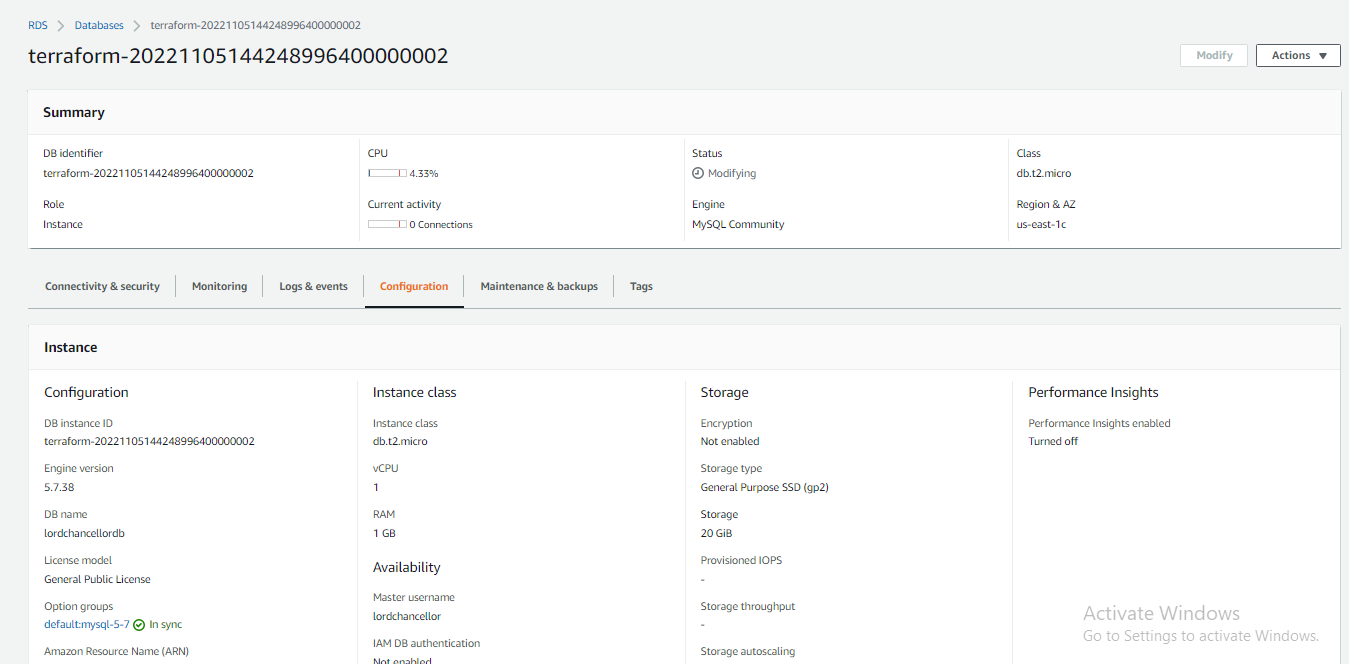 RDS > Databases > terraform-20221105144248996400000002
terraform-20221105144248996400000002
Modify
Actions ▼
Summary
DB identifier
terraform-20221105144248996400000002
CPU
4.33%
Status
Modifying
Class
db.t2.micro
Role
Instance
Current activity
0 Connections
Engine
MySQL Community
Region & AZ
us-east-1c
Connectivity & security
Monitoring
Logs & events
Configuration
Maintenance & backups
Tags
Instance
Configuration
DB instance ID
terraform-20221105144248996400000002
Engine version
5.7.38
DB name
lordchancellordb
License model
General Public License
Option groups
default:mysql-5-7 In sync
Amazon Resource Name (ARN)
Instance class
Instance class
db.t2.micro
vCPU
1
RAM
1 GB
Availability
Master username
lordchancellor
IAM DB authentication
Not enabled
Storage
Encryption
Not enabled
Storage type
General Purpose SSD (gp2)
Storage
20 GiB
Provisioned IOPS
-
Storage throughput
-
Storage autoscaling
Performance Insights
Performance Insights enabled
Turned off
Activate Windows
Go to Settings to activate Windows.